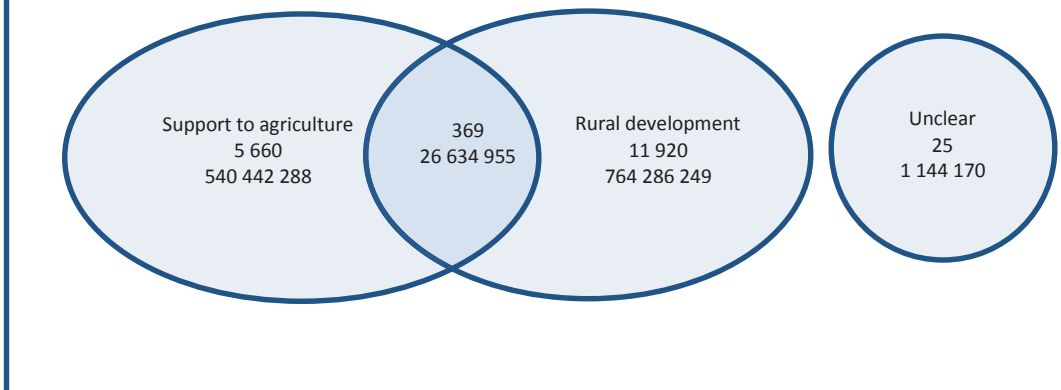 Support to agriculture
5 660
540 442 288
369
26 634 955
Rural development
11 920
764 286 249
Unclear
25
1 144 170